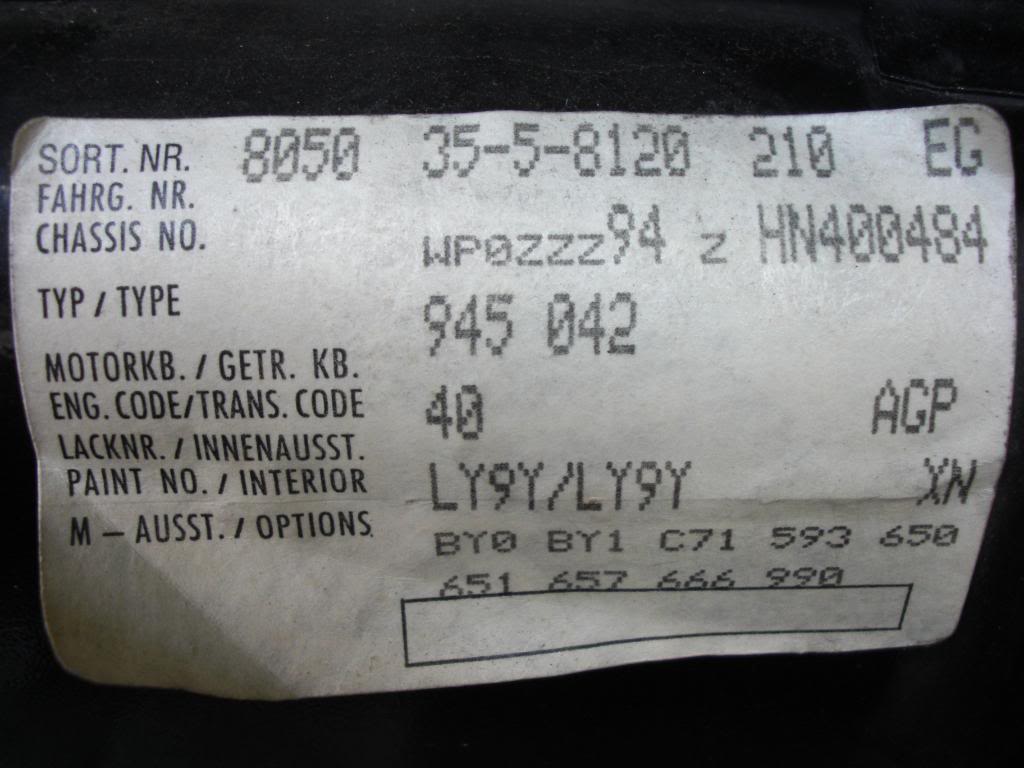 SORT. NR. 8050 35-5-8120 210 EG
FAHRG. NR.
CHASSIS NO. WP0ZZZ94 Z HN400484
TYP / TYPE 945 042
MOTORKB. / GETR. KB.
ENG. CODE/TRANS. CODE 40 AGP
LACKNR. / INNENAUSST.
PAINT NO. / INTERIOR LY9Y/LY9Y XN
M – AUSST. / OPTIONS BY0 BY1 C71 593 650
651 657 666 990